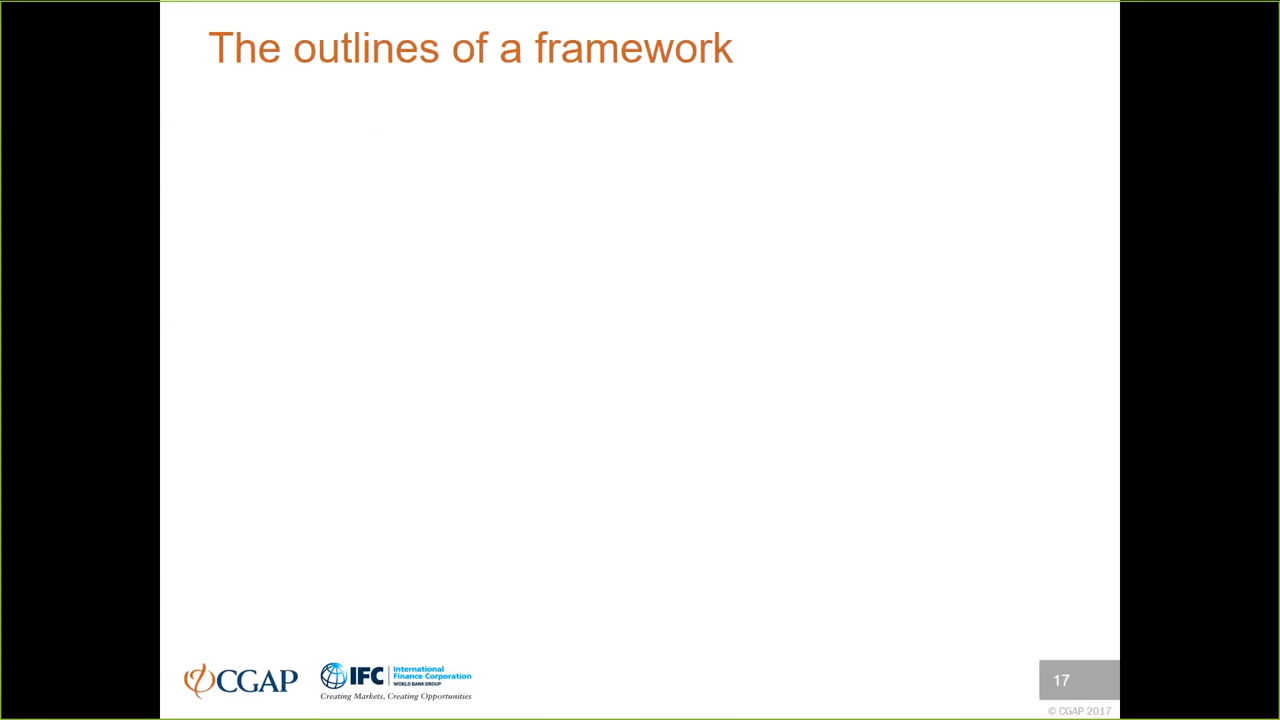 The outlines of a framework
CGAP
IFC
International
Finance Corporation
WORLD BANK GROUP
Creating Markets, Creating Opportunities
17
© CGAP 2017